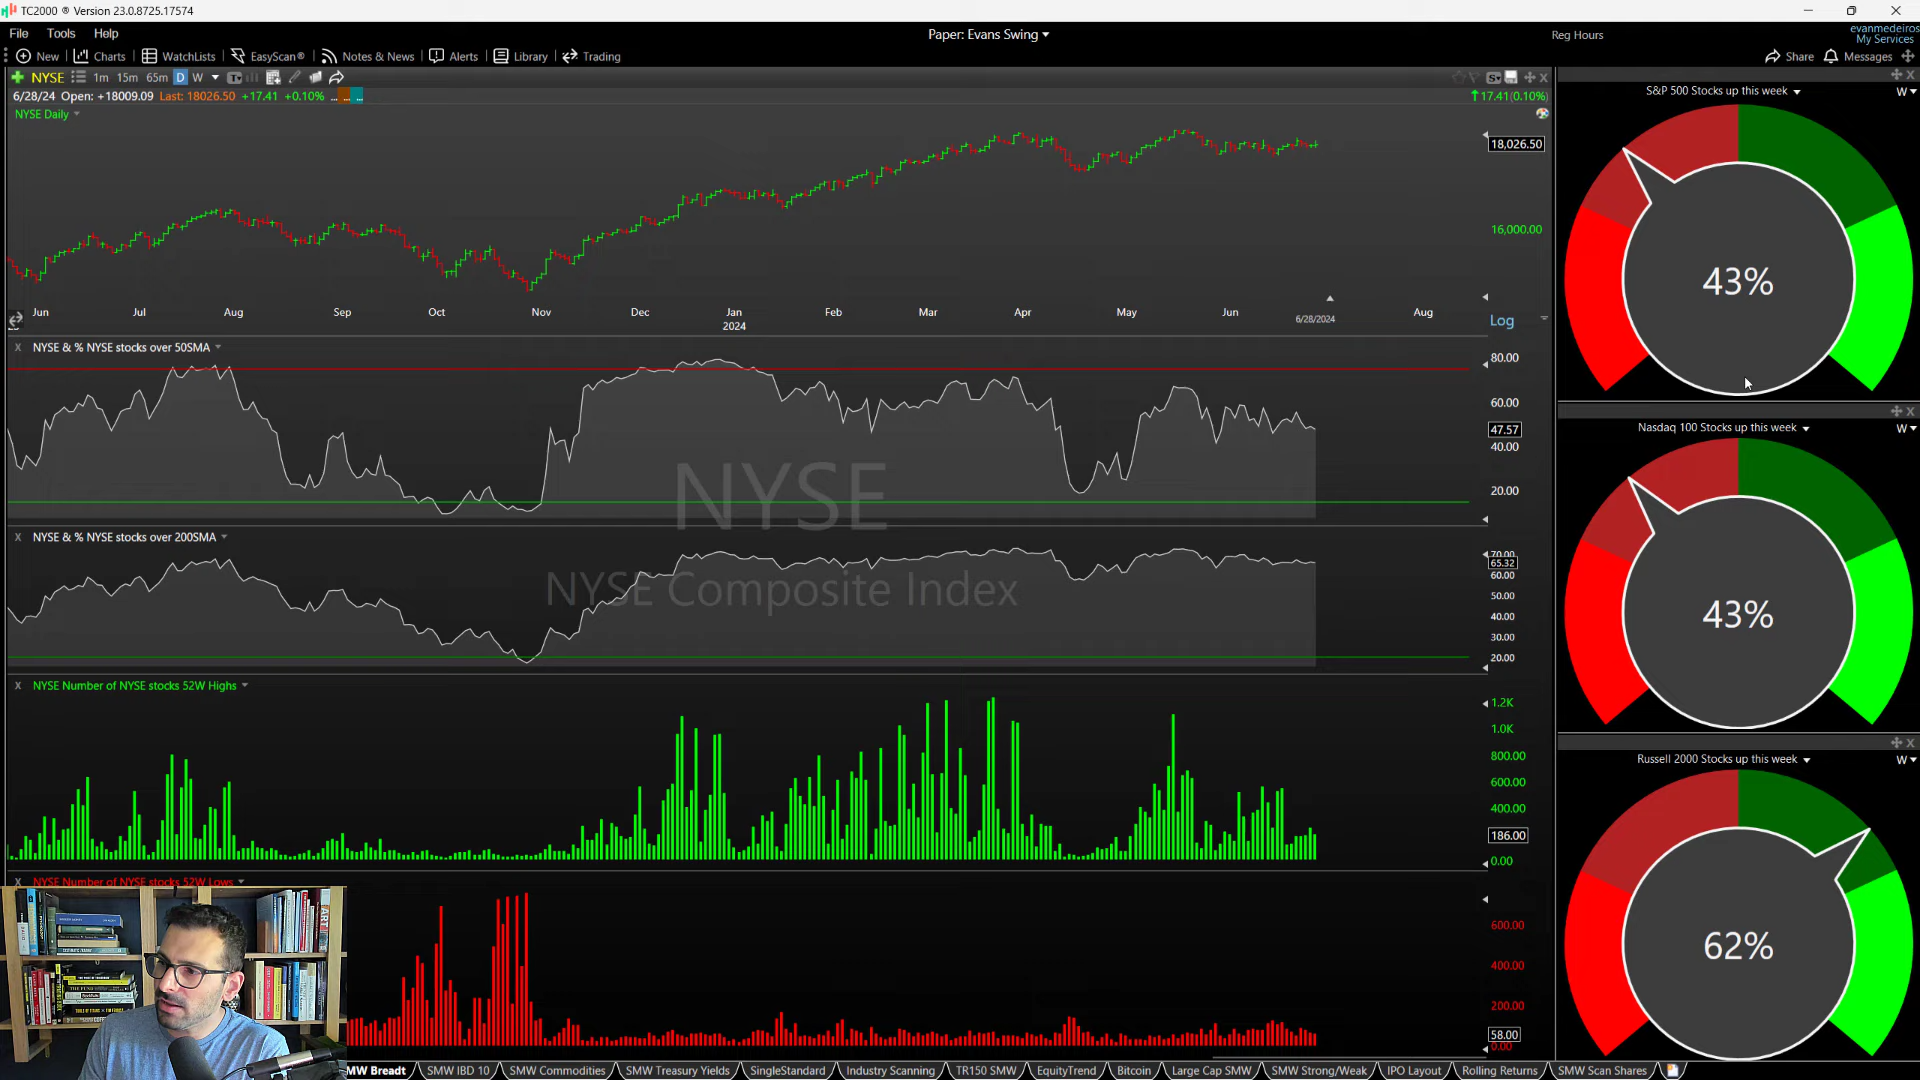 TC2000 ® Version 23.0.8725.17574
File Tools Help
Paper: Evans Swing
Reg Hours
evanmedeiros
My Services
New Charts WatchLists EasyScan® Notes & News Alerts Library Trading
Share Messages
NYSE 1m 15m 65m D W
6/28/24 Open: +18009.09 Last: 18026.50 +17.41 +0.10%
17.41(0.10%)
NYSE Daily
18,026.50
16,000.00
Jun Jul Aug Sep Oct Nov Dec Jan Feb Mar Apr May Jun 6/28/2024 Aug
2024
Log
NYSE & % NYSE stocks over 50SMA
80.00
60.00
47.57
40.00
20.00
NYSE
NYSE & % NYSE stocks over 200SMA
70.00
65.32
60.00
50.00
40.00
30.00
20.00
NYSE Composite Index
NYSE Number of NYSE stocks 52W Highs
1.2K
1.0K
800.00
600.00
400.00
186.00
0.00
NYSE Number of NYSE stocks 52W Lows
600.00
400.00
200.00
58.00
0.00
S&P 500 Stocks up this week
W
43%
Nasdaq 100 Stocks up this week
W
43%
Russell 2000 Stocks up this week
W
62%
MW Breadt SMW IBD 10 SMW Commodities SMW Treasury Yields SingleStandard Industry Scanning TR150 SMW EquityTrend Bitcoin Large Cap SMW SMW Strong/Weak IPO Layout Rolling Returns SMW Scan Shares